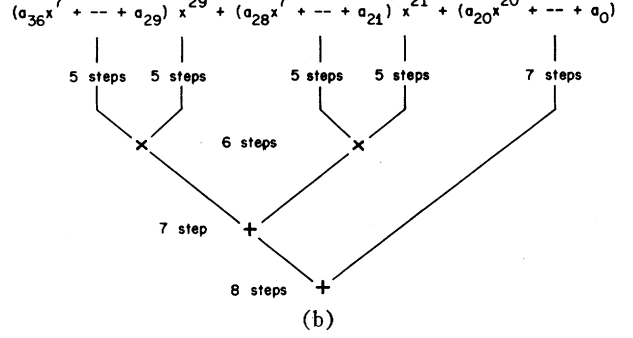 (a₃₆x⁷ + -- + a₂₉) x²⁹ + (a₂₈x⁷ + -- + a₂₁) x²¹ + (a₂₀x²⁰ + -- + a₀)
5 steps 5 steps 5 steps 5 steps 7 steps
× 6 steps ×
7 step +
8 steps +
(b)